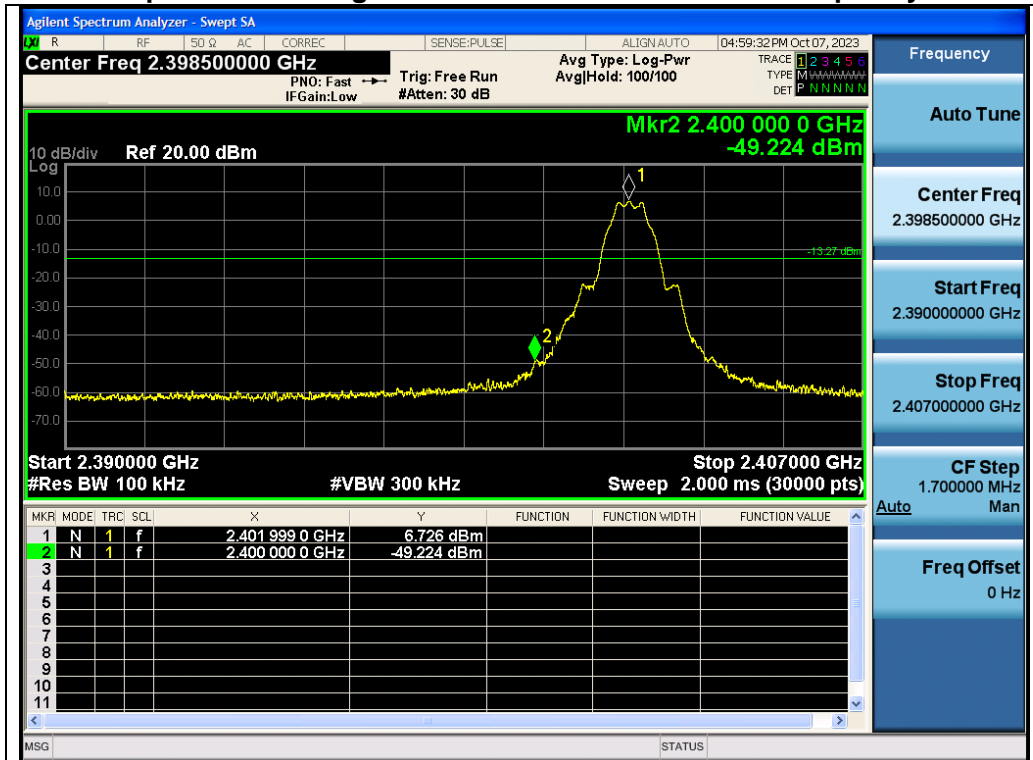 Agilent Spectrum Analyzer - Swept SA
LXI R RF 50 Ω AC CORREC SENSE:PULSE ALIGN AUTO 04:59:32 PM Oct 07, 2023
Center Freq 2.398500000 GHz
PNO: Fast
IFGain:Low
Trig: Free Run
#Atten: 30 dB
Avg Type: Log-Pwr
Avg|Hold: 100/100
TRACE 1 2 3 4 5 6
TYPE M
DET P N N N N N
Mkr2 2.400 000 0 GHz
-49.224 dBm
10 dB/div Ref 20.00 dBm
Log
10.0
0.00
-10.0
-20.0
-30.0
-40.0
-50.0
-60.0
-70.0
1
2
-13.27 dBm
Start 2.390000 GHz Stop 2.407000 GHz
#Res BW 100 kHz #VBW 300 kHz Sweep 2.000 ms (30000 pts)
MKR MODE TRC SCL X Y FUNCTION FUNCTION WIDTH FUNCTION VALUE
1 N 1 f 2.401 999 0 GHz 6.726 dBm
2 N 1 f 2.400 000 0 GHz -49.224 dBm
3
4
5
6
7
8
9
10
11
MSG STATUS
Frequency
Auto Tune
Center Freq
2.398500000 GHz
Start Freq
2.390000000 GHz
Stop Freq
2.407000000 GHz
CF Step
1.700000 MHz
Auto Man
Freq Offset
0 Hz